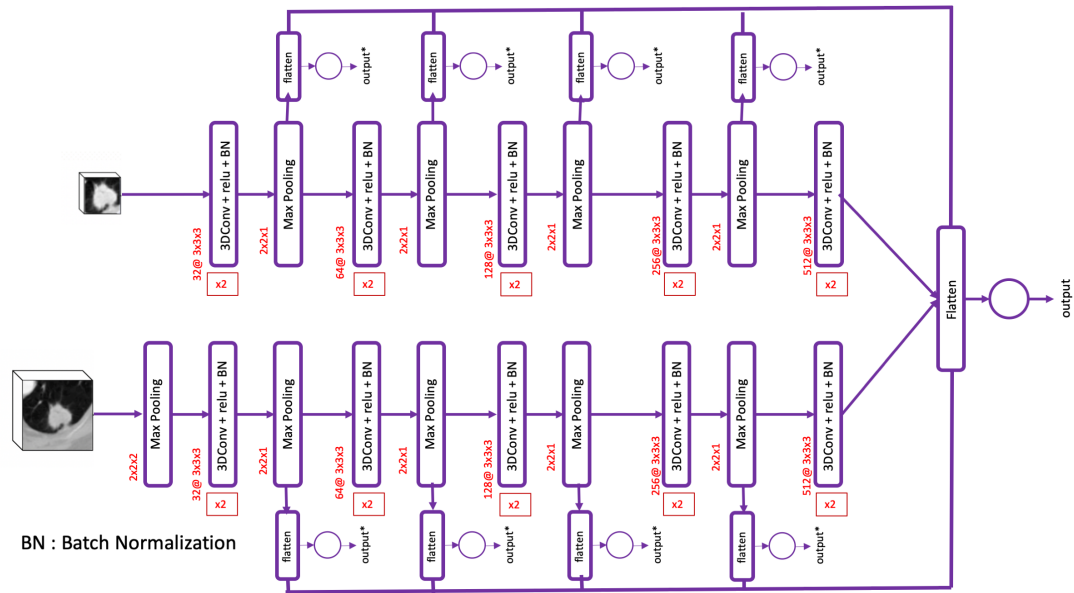 flatten
output*
flatten
output*
flatten
output*
flatten
output*
32@ 3x3x3
3DConv + relu + BN
x2
2x2x1
Max Pooling
64@ 3x3x3
3DConv + relu + BN
x2
2x2x1
Max Pooling
128@ 3x3x3
3DConv + relu + BN
x2
2x2x1
Max Pooling
256@ 3x3x3
3DConv + relu + BN
x2
2x2x1
Max Pooling
512@ 3x3x3
3DConv + relu + BN
x2
Flatten
output
2x2x2
Max Pooling
32@ 3x3x3
3DConv + relu + BN
x2
2x2x1
Max Pooling
64@ 3x3x3
3DConv + relu + BN
x2
2x2x1
Max Pooling
128@ 3x3x3
3DConv + relu + BN
x2
2x2x1
Max Pooling
256@ 3x3x3
3DConv + relu + BN
x2
2x2x1
Max Pooling
512@ 3x3x3
3DConv + relu + BN
x2
flatten
output*
flatten
output*
flatten
output*
flatten
output*
BN : Batch Normalization